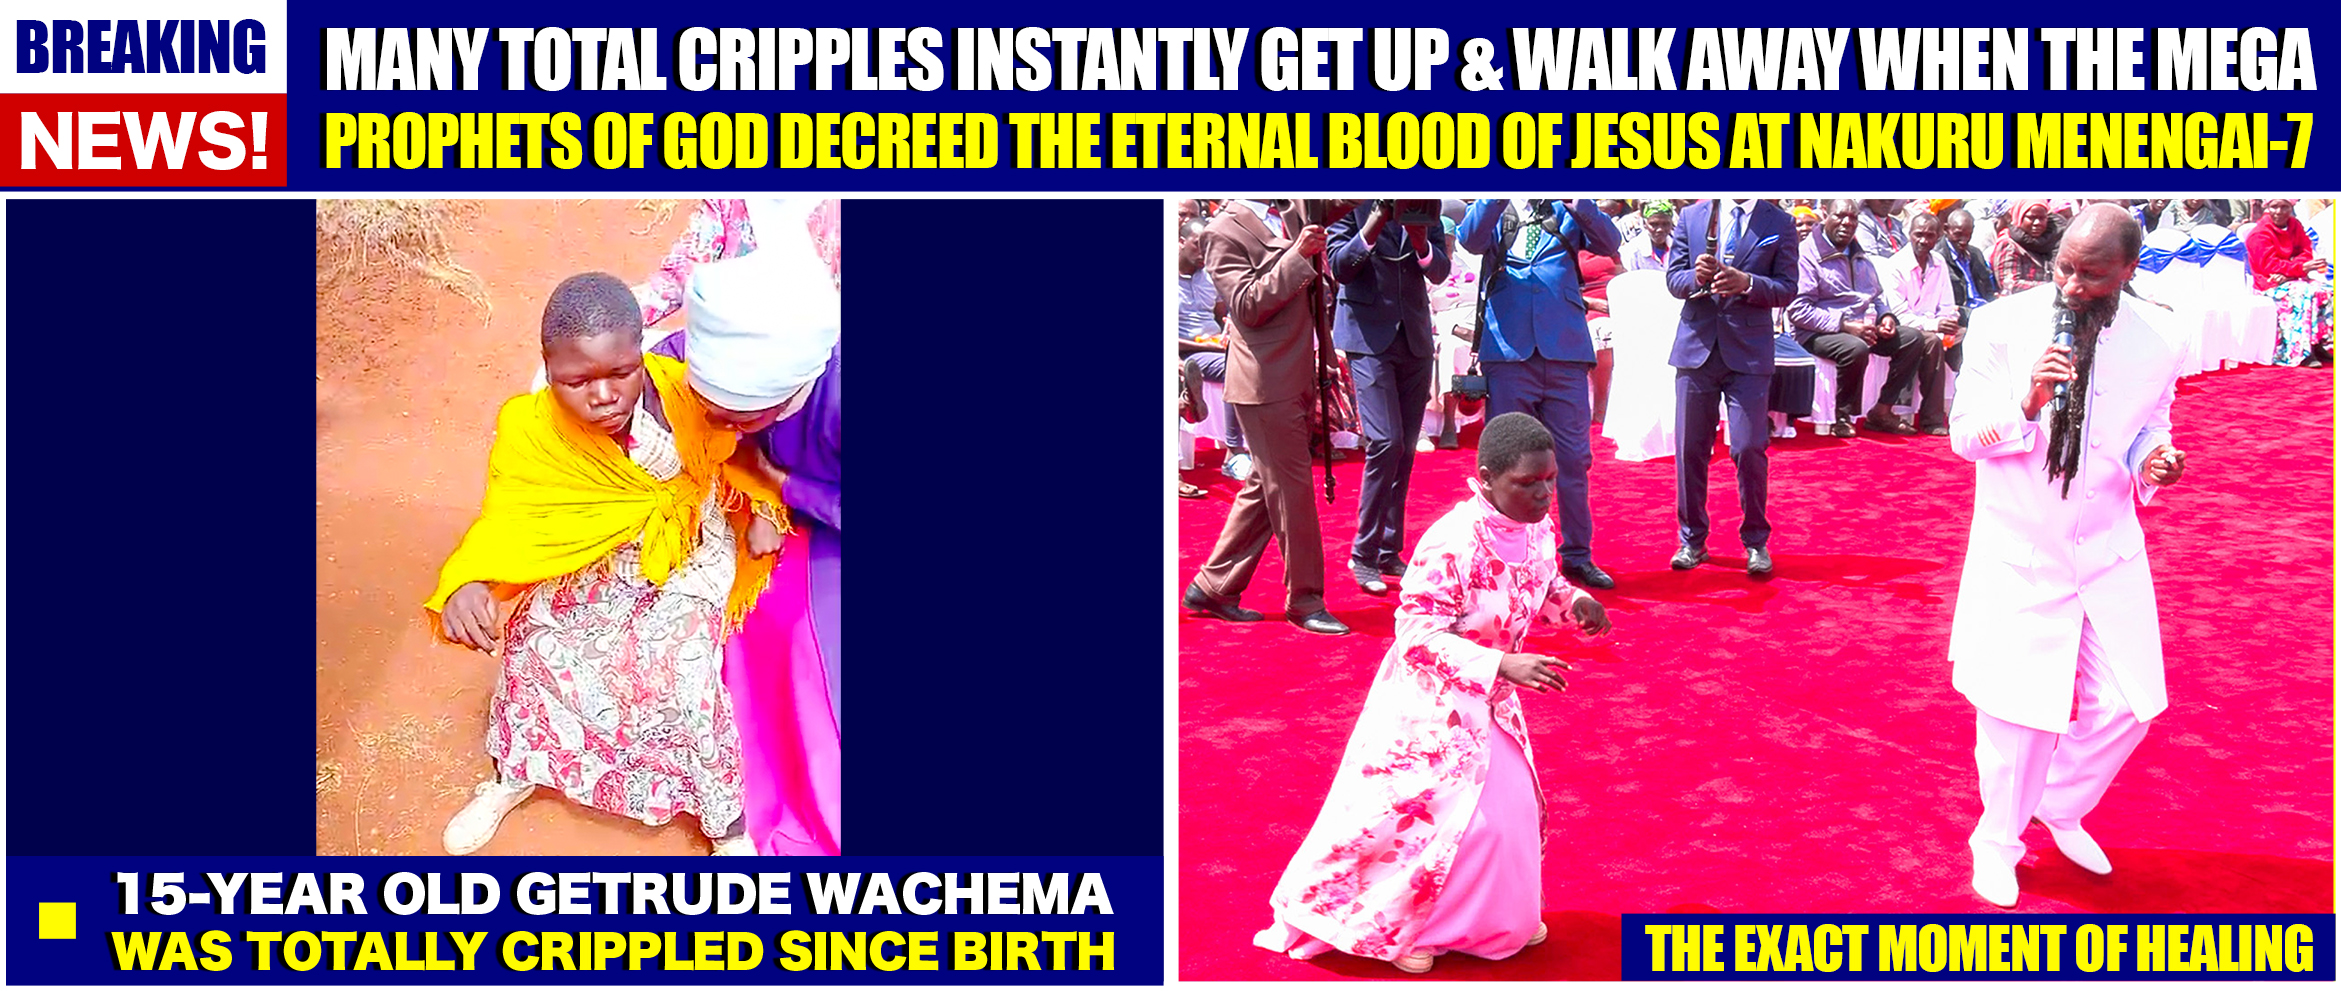 BREAKING
NEWS!
MANY TOTAL CRIPPLES INSTANTLY GET UP & WALK AWAY WHEN THE MEGA
PROPHETS OF GOD DECREED THE ETERNAL BLOOD OF JESUS AT NAKURU MENENGAI-7
15-YEAR OLD GETRUDE WACHEMA
WAS TOTALLY CRIPPLED SINCE BIRTH
THE EXACT MOMENT OF HEALING